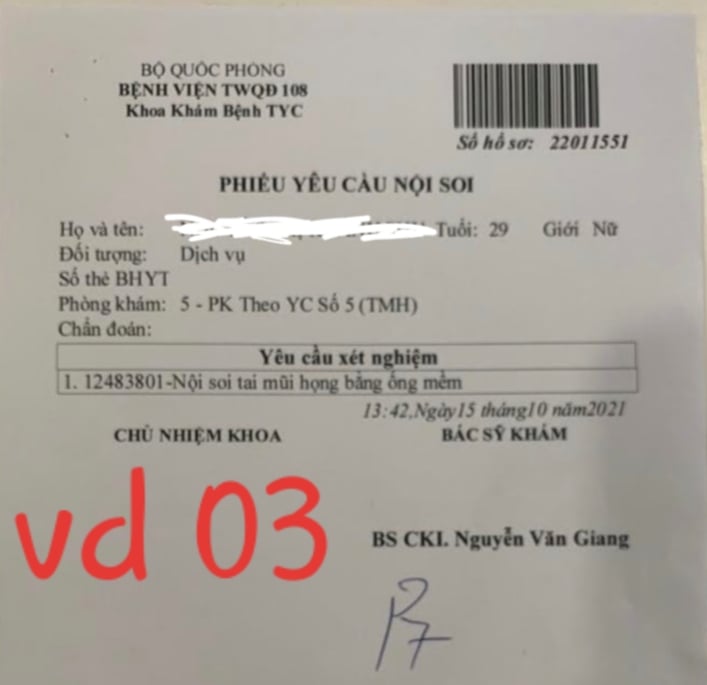 BỘ QUỐC PHÒNG
BỆNH VIỆN TWQĐ 108
Khoa Khám Bệnh TYC
Số hồ sơ: 22011551
PHIẾU YÊU CẦU NỘI SOI
Họ và tên: Tuổi: 29 Giới Nữ
Đối tượng: Dịch vụ
Số thẻ BHYT
Phòng khám: 5 - PK Theo YC Số 5 (TMH)
Chẩn đoán:
Yêu cầu xét nghiệm
1. 12483801-Nội soi tai mũi họng bằng ống mềm
13:42,Ngày15 tháng10 năm2021
CHỦ NHIỆM KHOA BÁC SỸ KHÁM
vd 03
BS CKI. Nguyễn Văn Giang
P7